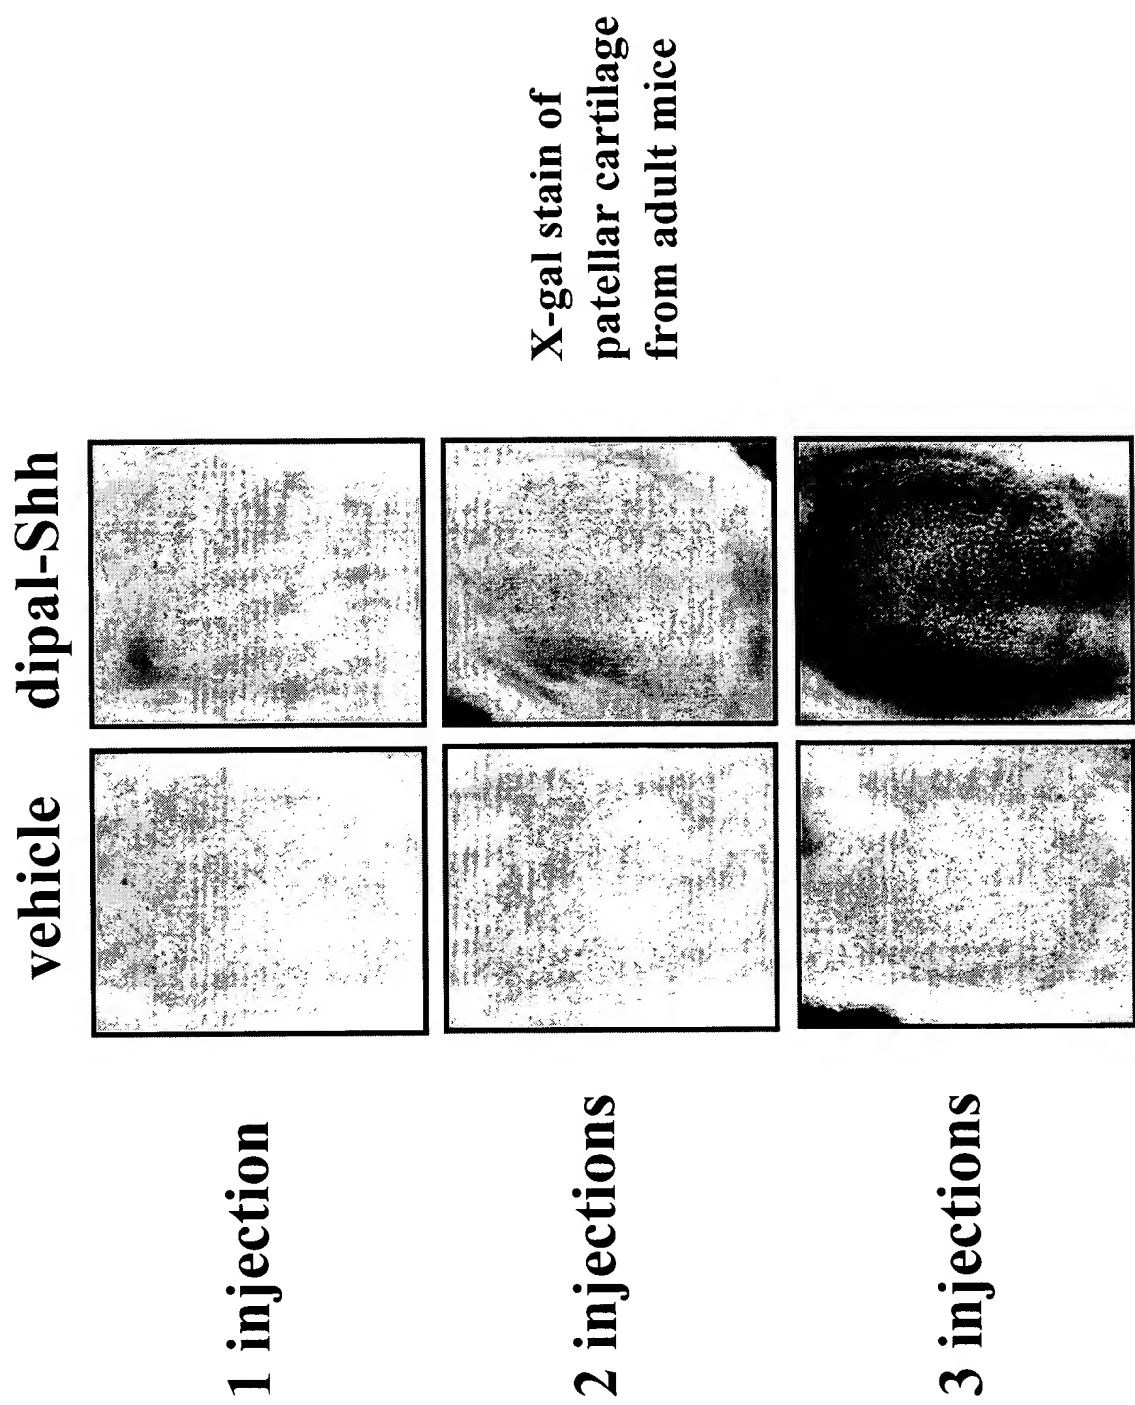 vehicle dipal-Shh
1 injection
2 injections
3 injections
X-gal stain of
patellar cartilage
from adult mice